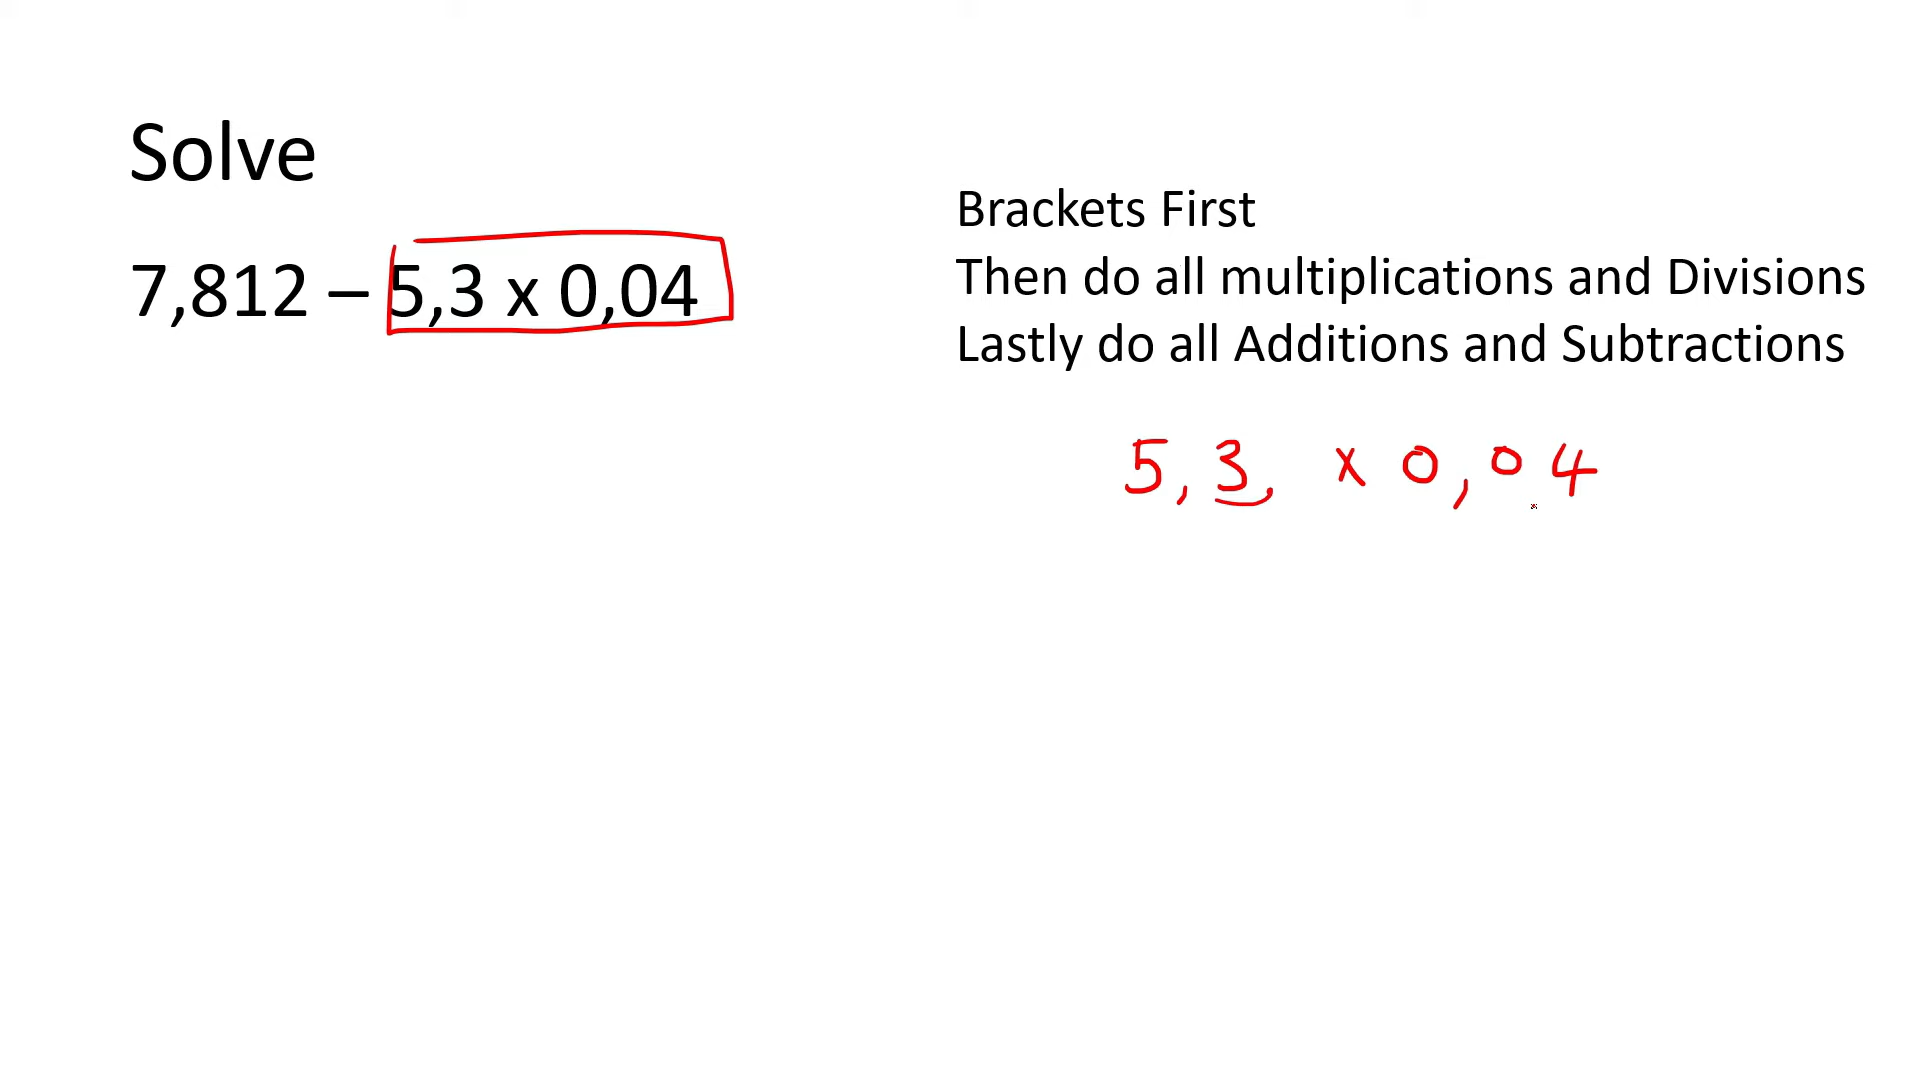 Solve
7,812 – 5,3 x 0,04
Brackets First
Then do all multiplications and Divisions
Lastly do all Additions and Subtractions
5,3, x 0,04